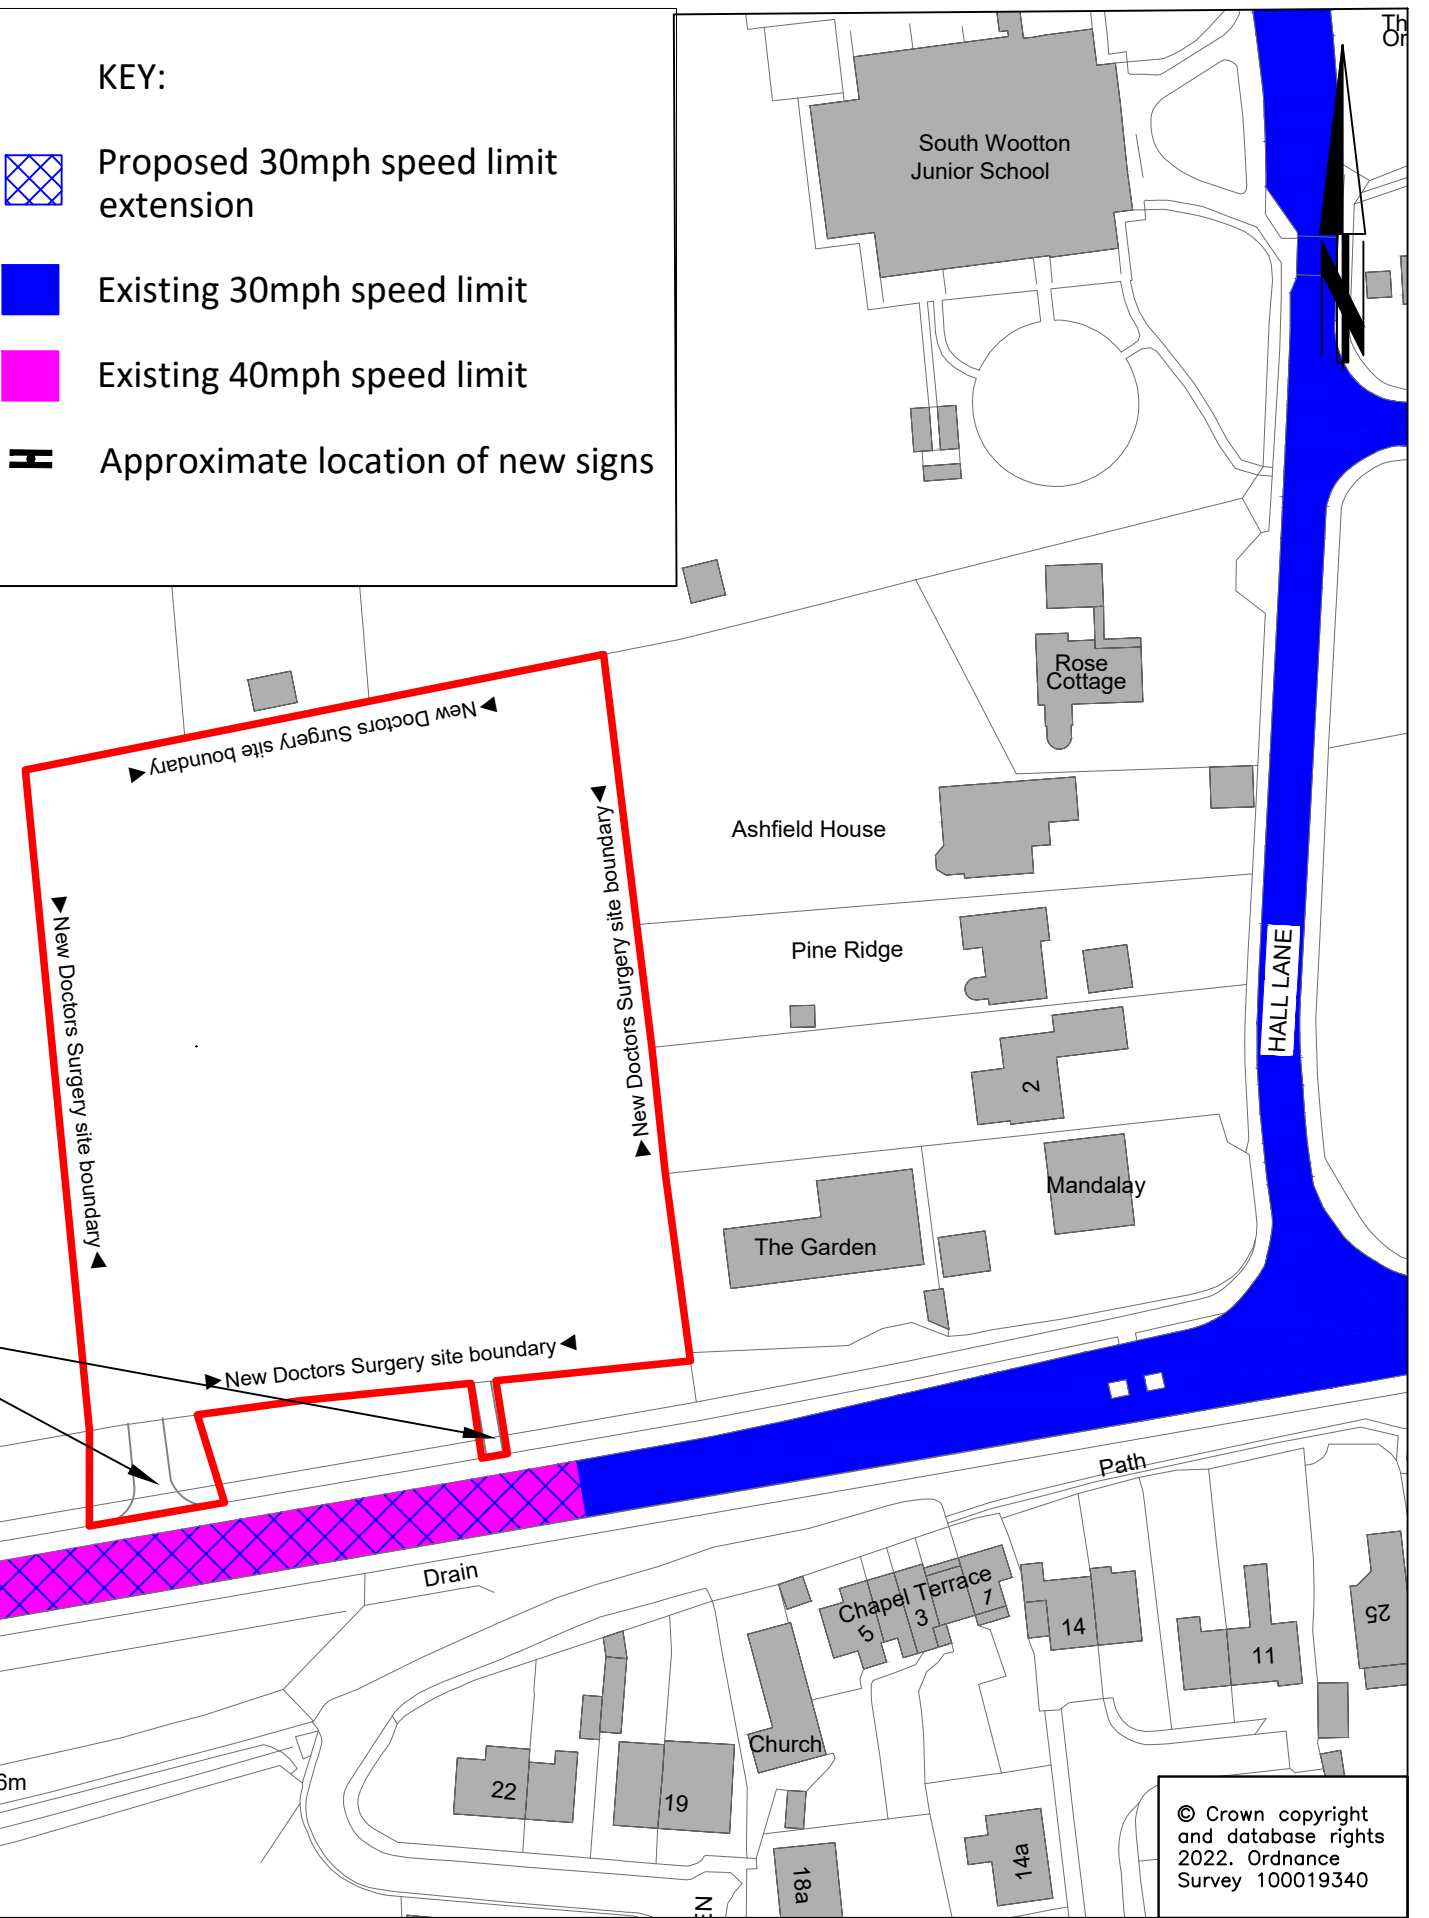 KEY:
Proposed 30mph speed limit
extension
Existing 30mph speed limit
Existing 40mph speed limit
Approximate location of new signs
Th
Or
South Wootton
Junior School
N
Rose
Cottage
New Doctors Surgery site boundary
New Doctors Surgery site boundary
New Doctors Surgery site boundary
New Doctors Surgery site boundary
Ashfield House
Pine Ridge
HALL LANE
2
Mandalay
The Garden
Path
Drain
Chapel Terrace
5
3
1
14
11
25
Church
22
19
6m
18a
14a
EN
© Crown copyright
and database rights
2022. Ordnance
Survey 100019340